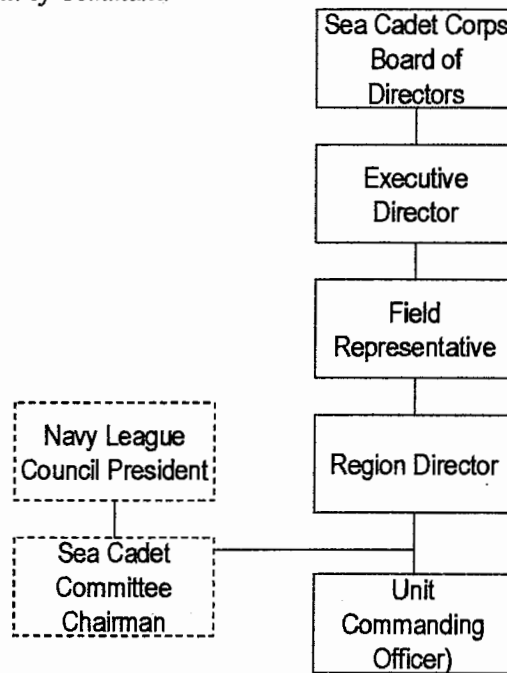 Sea Cadet Corps
Board of
Directors
Executive
Director
Field
Representative
Navy League
Council President
Region Director
Sea Cadet
Committee
Chairman
Unit
Commanding
Officer)